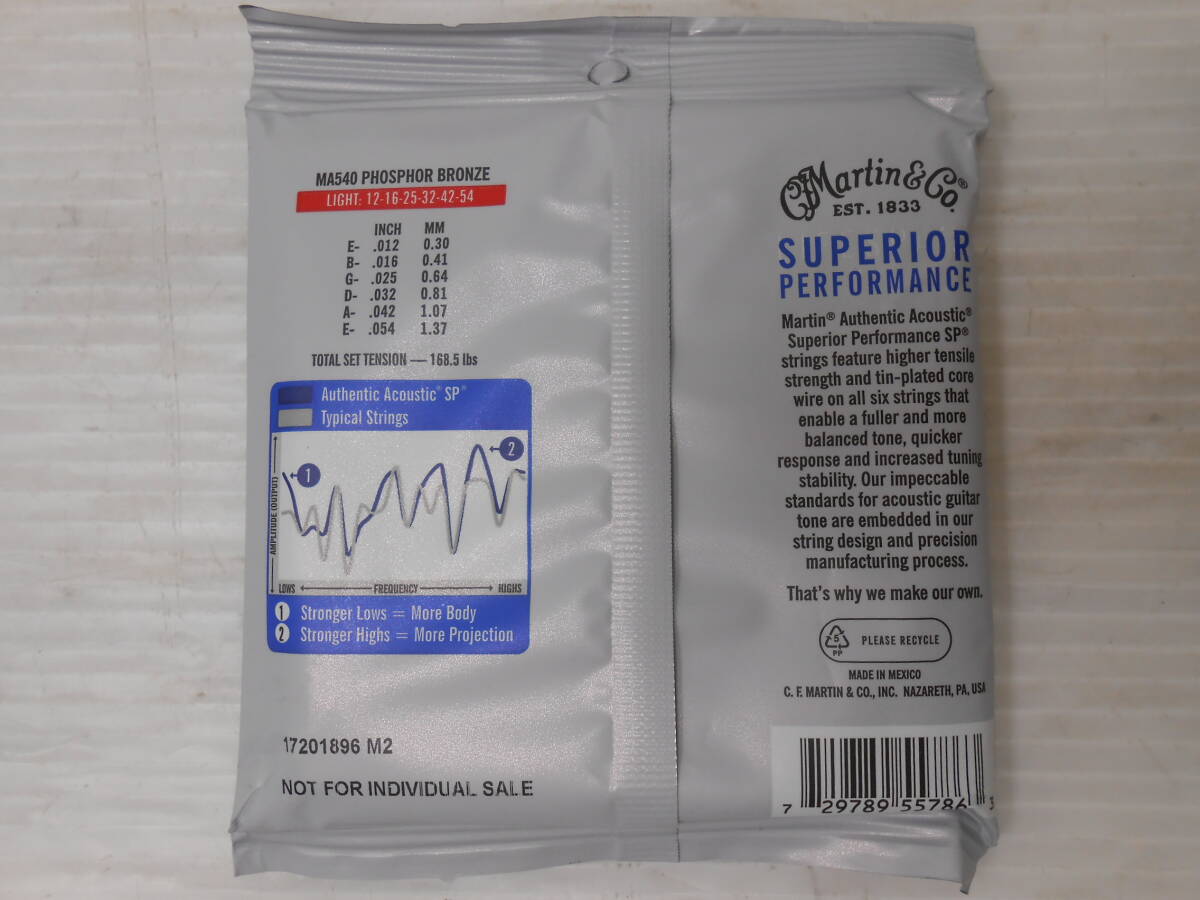 MA540 PHOSPHOR BRONZE
LIGHT: 12-16-25-32-42-54
INCH MM
E- .012 0.30
B- .016 0.41
G- .025 0.64
D- .032 0.81
A- .042 1.07
E- .054 1.37
TOTAL SET TENSION — 168.5 lbs
Authentic Acoustic® SP®
Typical Strings
1
2
AMPLITUDE (OUTPUT)
LOWS FREQUENCY HIGHS
1 Stronger Lows = More Body
2 Stronger Highs = More Projection
17201896 M2
NOT FOR INDIVIDUAL SALE
CF Martin & Co.®
EST. 1833
SUPERIOR
PERFORMANCE
Martin® Authentic Acoustic®
Superior Performance SP®
strings feature higher tensile
strength and tin-plated core
wire on all six strings that
enable a fuller and more
balanced tone, quicker
response and increased tuning
stability. Our impeccable
standards for acoustic guitar
tone are embedded in our
string design and precision
manufacturing process.
That's why we make our own.
5
PP
PLEASE RECYCLE
MADE IN MEXICO
C. F. MARTIN & CO., INC. NAZARETH, PA, USA
7 29789 55786 3